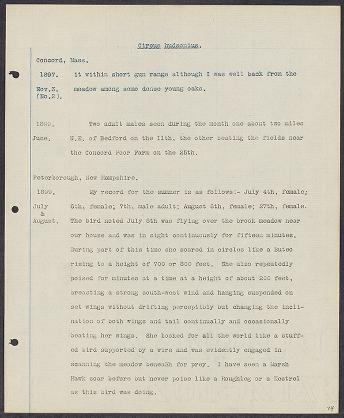 Circus hudsonius.
Concord, Mass.
1897. it within short gun range although I was well back from the
Nov. 3. meadow among some dense young oaks.
(No.2).
1899. Two adult males seen during the month one about two miles
June. N.E. of Bedford on the 11th, the other beating the fields near
the Concord Poor Farm on the 25th.
Peterborough, New Hampshire.
1899. My record for the summer is as follows:- July 4th, female;
July 6th, female; 7th, male adult; August 6th, female; 27th, female.
& The bird noted July 6th was flying over the brook meadow near
August. our house and was in sight continuously for fifteen minutes.
During part of this time she soared in circles like a Buteo
rising to a height of 700 or 800 feet. She also repeatedly
poised for minutes at a time at a height of about 200 feet,
breasting a strong south-west wind and hanging suspended on
set wings without drifting perceptibly but changing the incli-
nation of both wings and tail continually and occasionally
beating her wings. She looked for all the world like a stuff-
ed bird supported by a wire and was evidently engaged in
scanning the meadow beneath for prey. I have seen a Marsh
Hawk soar before but never poise like a Roughleg or a Kestrel
as this bird was doing.